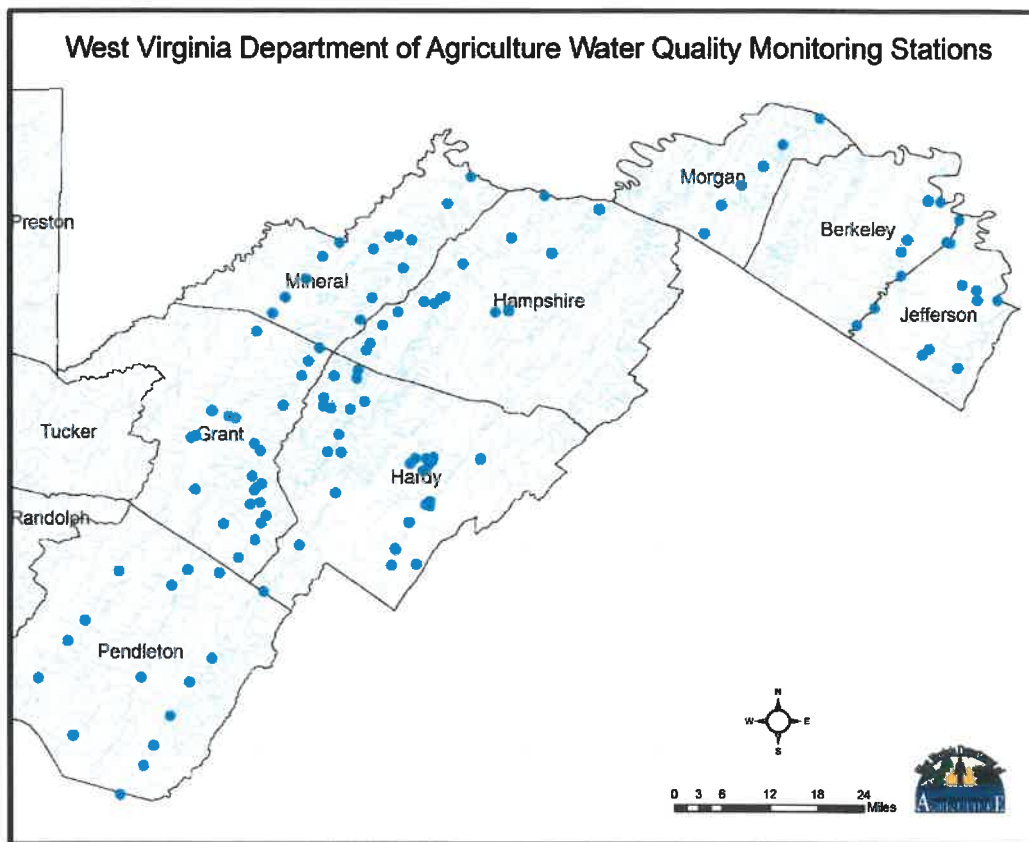 West Virginia Department of Agriculture Water Quality Monitoring Stations
Preston
Morgan
Berkeley
Mineral
Hampshire
Jefferson
Tucker
Grant
Hardy
Randolph
Pendleton
N
W E
S
0 3 6 12 18 24
Miles